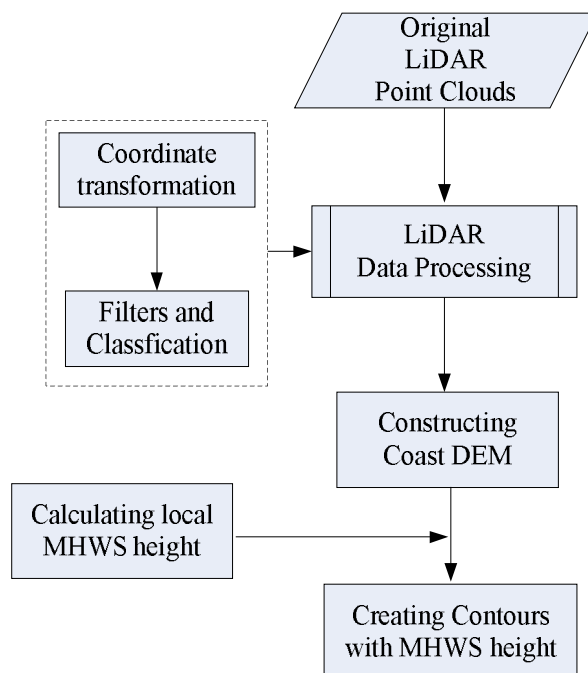 Original
LiDAR
Point Clouds
Coordinate
transformation
LiDAR
Data Processing
Filters and
Classfication
Constructing
Coast DEM
Calculating local
MHWS height
Creating Contours
with MHWS height